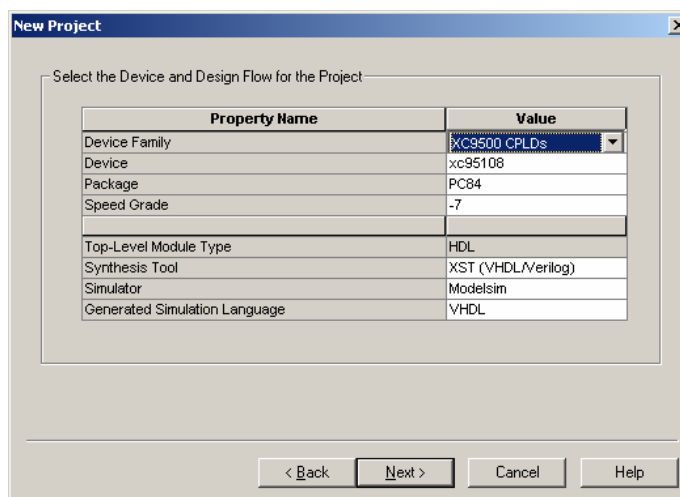 New Project
Select the Device and Design Flow for the Project
Property Name Value
Device Family XC9500 CPLDs
Device xc95108
Package PC84
Speed Grade -7
Top-Level Module Type HDL
Synthesis Tool XST (VHDL/Verilog)
Simulator Modelsim
Generated Simulation Language VHDL
< Back Next > Cancel Help